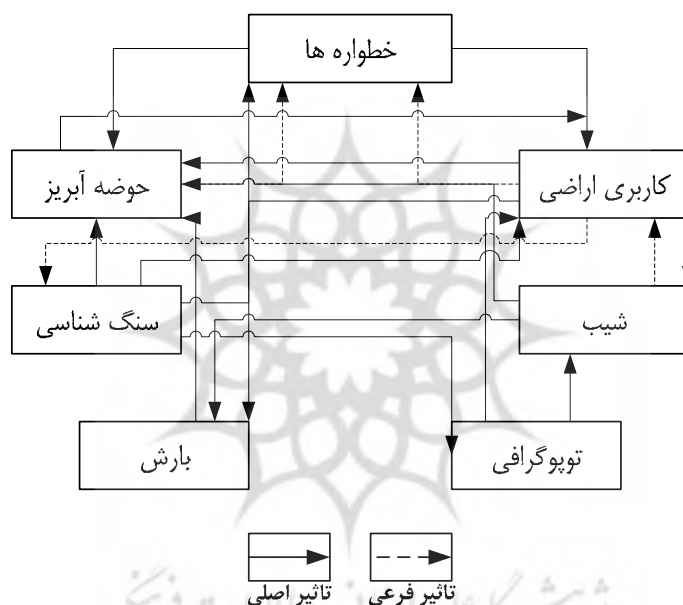 خطواره ها
کاربری اراضی
حوضه آبریز
شیب
سنگ شناسی
توپوگرافی
بارش
تاثیر فرعی
تاثیر اصلی